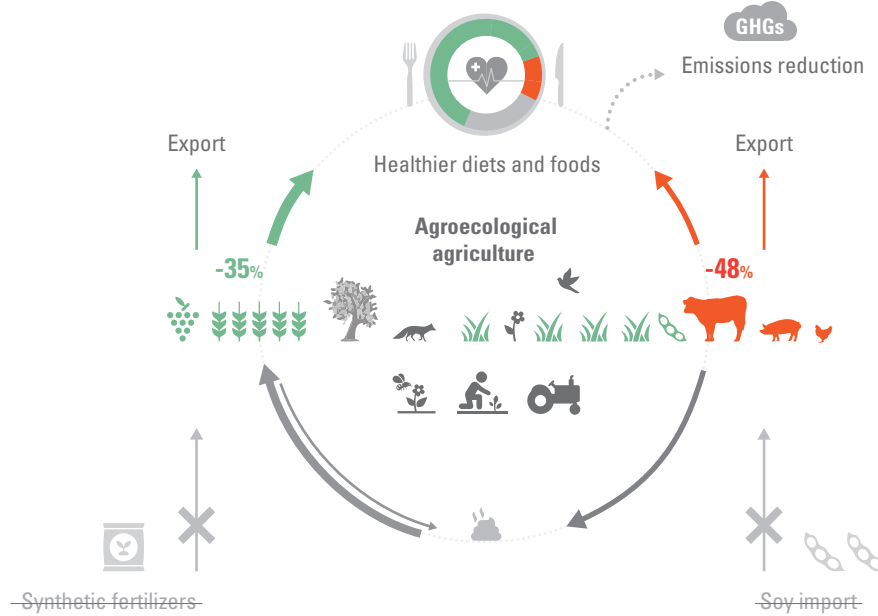 GHGs
Emissions reduction
Export
Export
Healthier diets and foods
Agroecological
agriculture
-35%
-48%
Synthetic fertilizers
Soy import